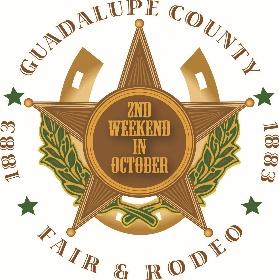 GUADALUPE COUNTY
1883
2ND
WEEKEND
IN
OCTOBER
1883
FAIR & RODEO